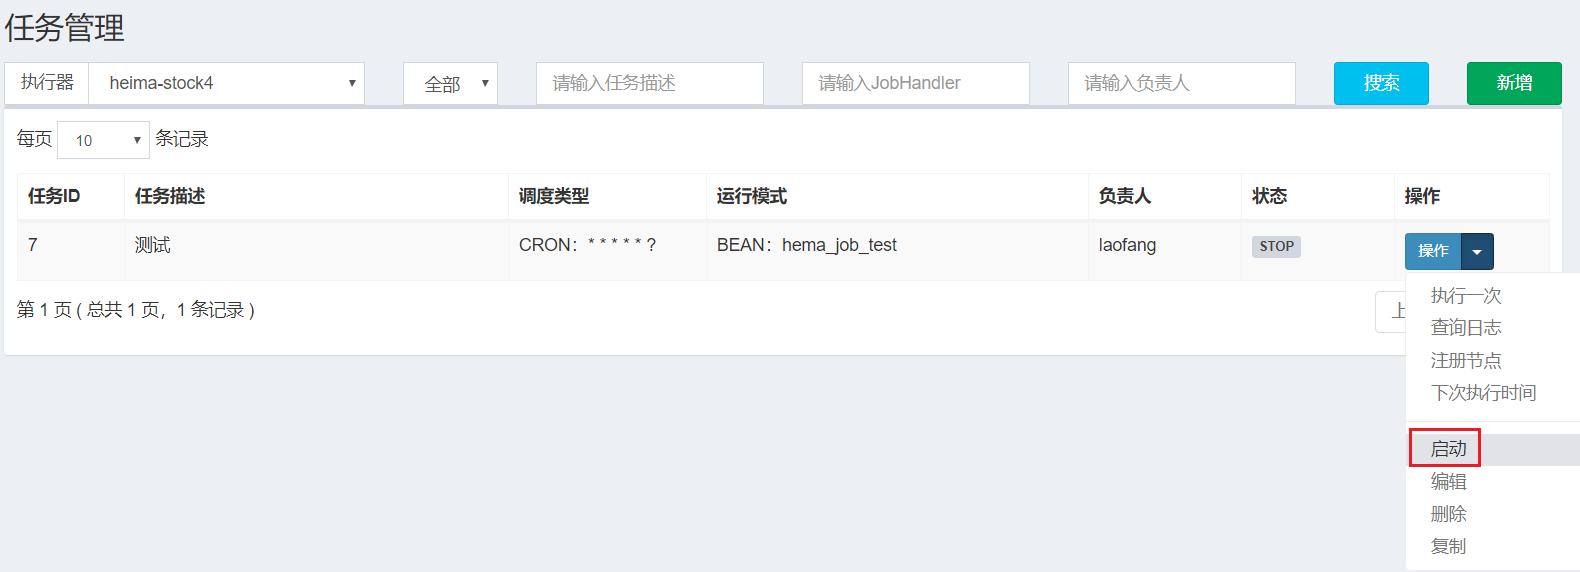 任务管理
执行器 heima-stock4 全部 请输入任务描述 请输入JobHandler 请输入负责人 搜索 新增
每页 10 条记录
任务ID 任务描述 调度类型 运行模式 负责人 状态 操作
7 测试 CRON：* * * * * ? BEAN：hema_job_test laofang STOP 操作
第 1 页 ( 总共 1 页，1 条记录 ) 上
执行一次
查询日志
注册节点
下次执行时间
启动
编辑
删除
复制